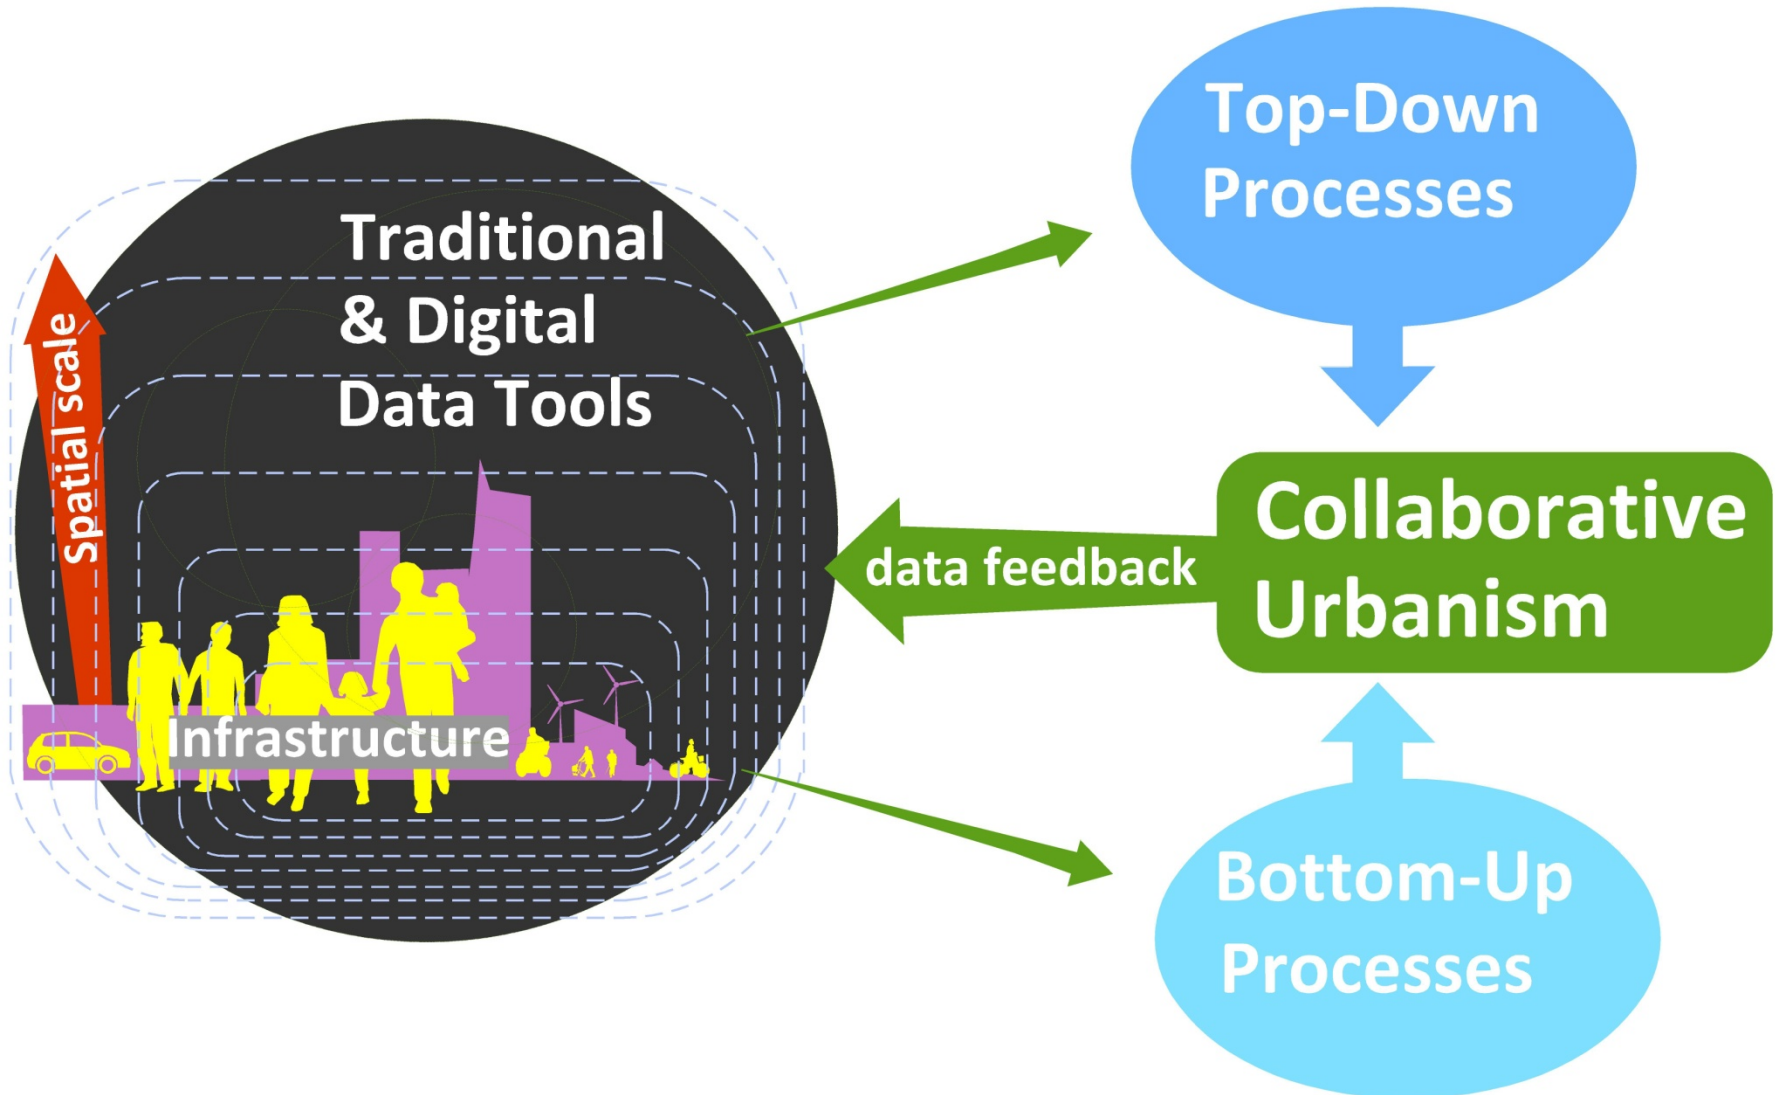 Top-Down
Processes
Traditional
& Digital
Data Tools
Spatial scale
Infrastructure
data feedback
Collaborative
Urbanism
Bottom-Up
Processes